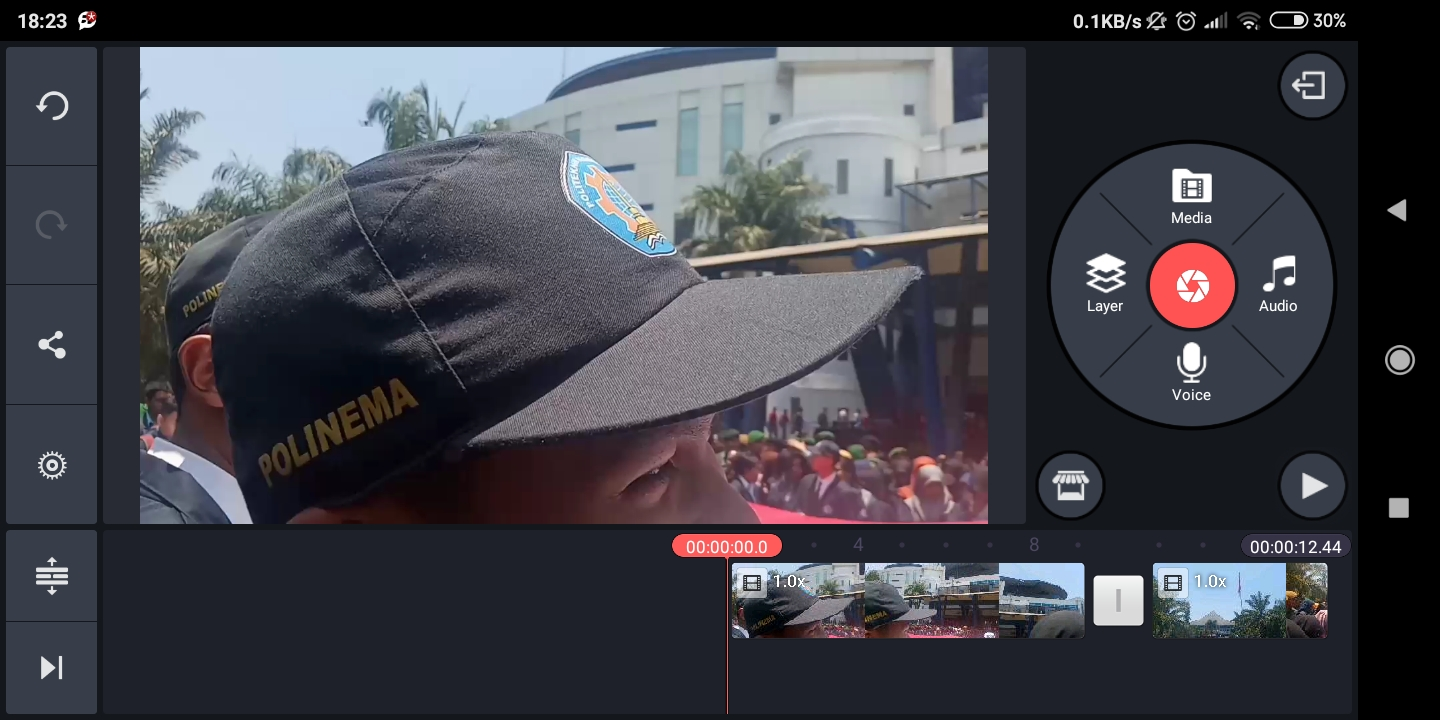 18:23
0.1KB/s
30%
POLITEK
POLINE
POLINEMA
Media
Layer
Audio
Voice
00:00:00.0
4
8
00:00:12.44
1.0x
1.0x